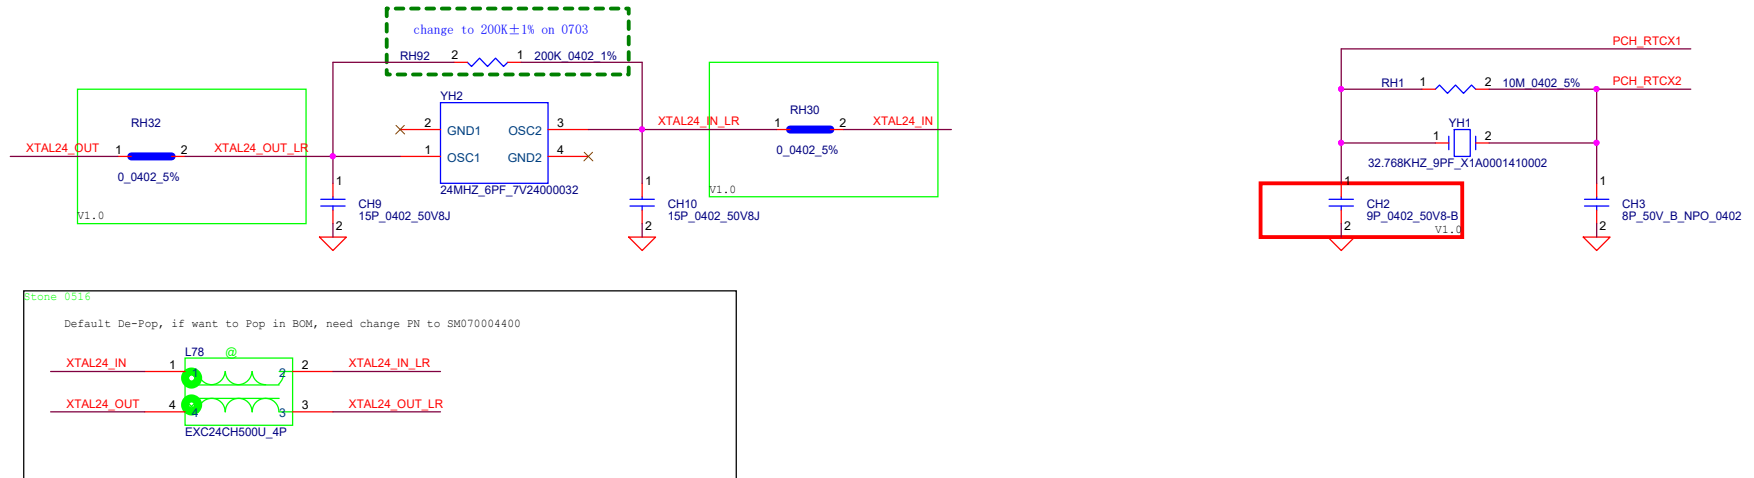 change to 200K±1% on 0703
RH92 2 1 200K_0402_1%
YH2
2 GND1 OSC2 3
1 OSC1 GND2 4
24MHZ_6PF_7V24000032
RH32
XTAL24_OUT 1 2 XTAL24_OUT_LR
0_0402_5%
V1.0
1
CH9
15P_0402_50V8J
2
1
CH10
15P_0402_50V8J
2
RH30
XTAL24_IN_LR 1 2 XTAL24_IN
0_0402_5%
V1.0
PCH_RTCX1
RH1 1 2 10M_0402_5% PCH_RTCX2
YH1
1 2
32.768KHZ_9PF_X1A0001410002
1
CH2
9P_0402_50V8-B
2
V1.0
1
CH3
8P_50V_B_NPO_0402
2
Stone 0516
Default De-Pop, if want to Pop in BOM, need change PN to SM070004400
L78 @
XTAL24_IN 1 1 2 2 XTAL24_IN_LR
XTAL24_OUT 4 4 3 3 XTAL24_OUT_LR
EXC24CH500U_4P